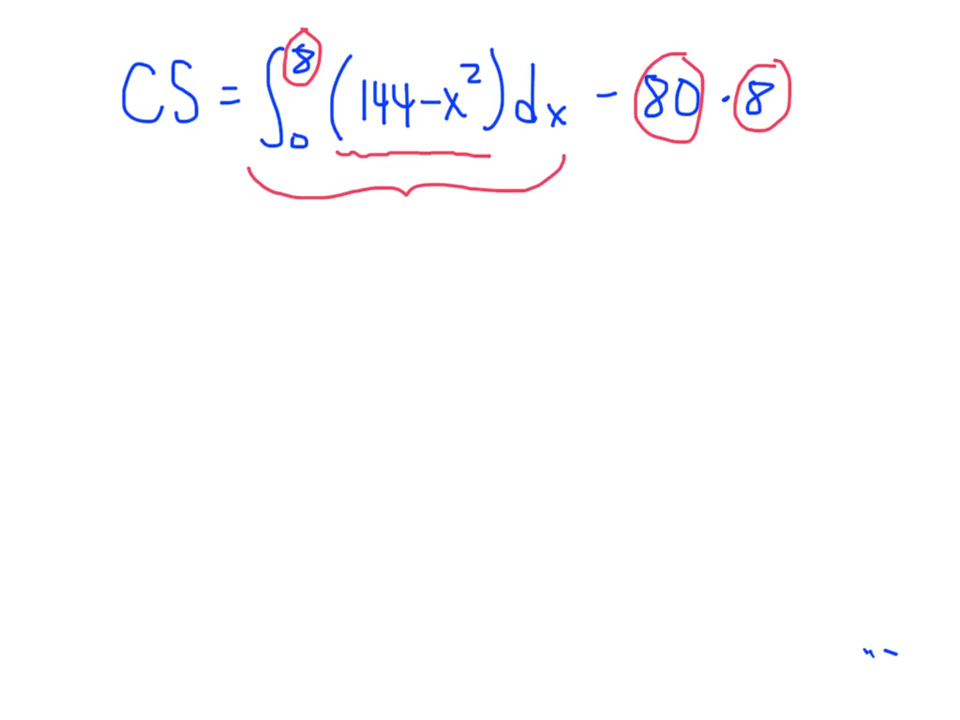 CS = ∫₀⁸ (144-x²) dx - 80 · 8